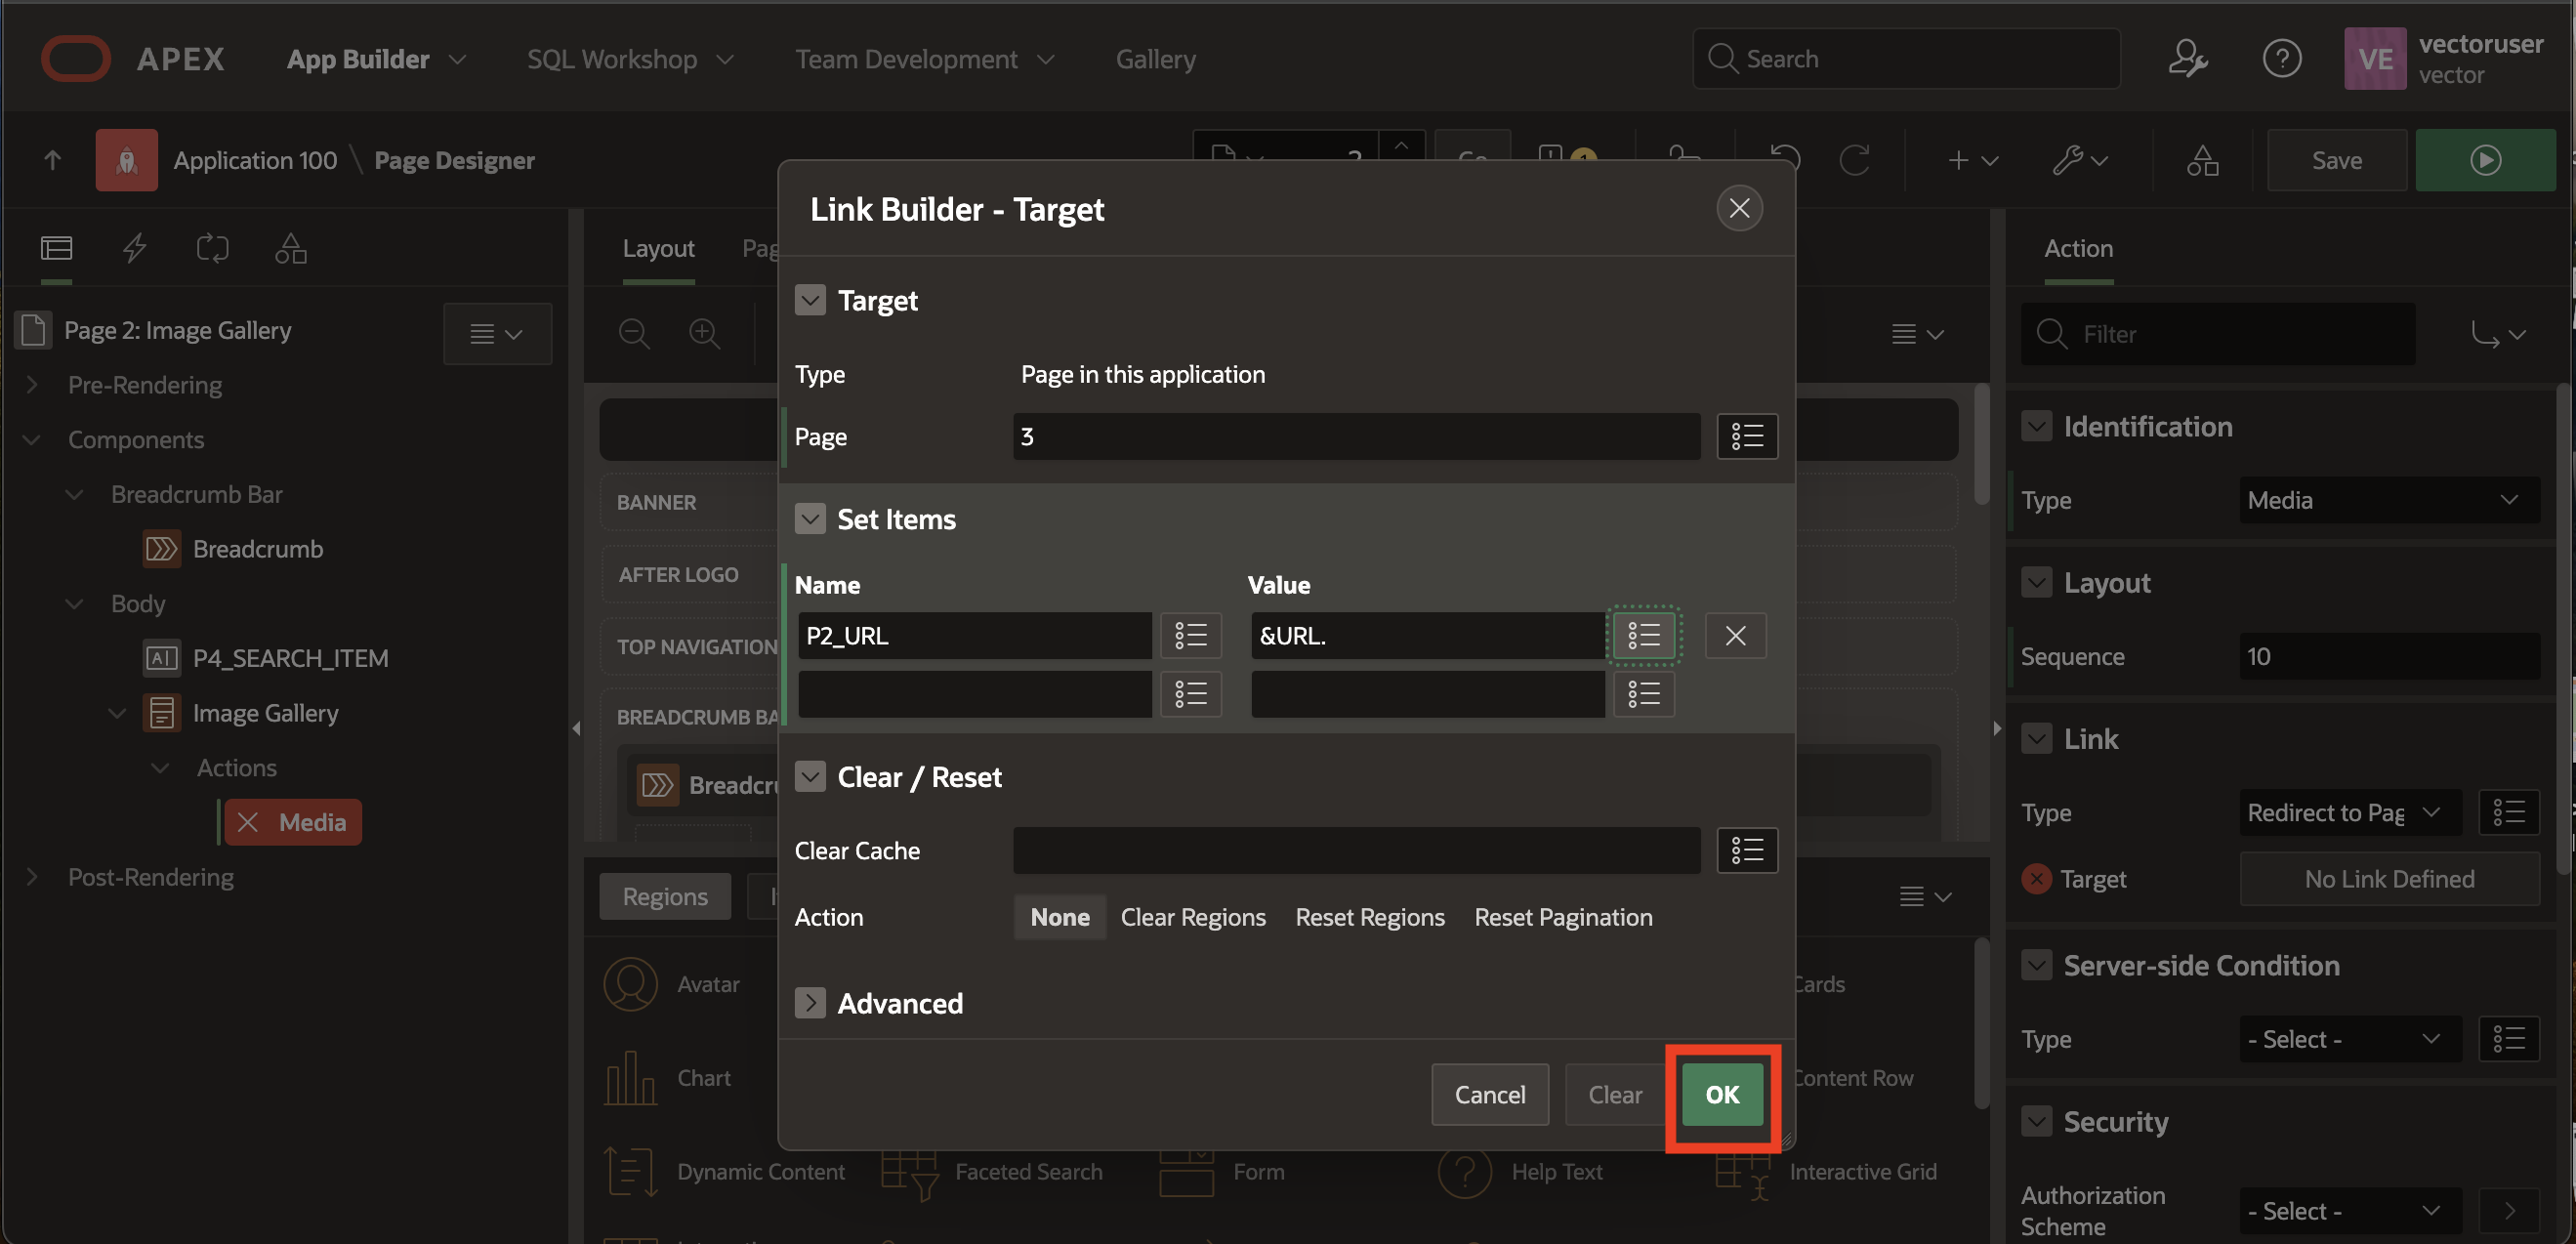 APEX App Builder SQL Workshop Team Development Gallery Search ? VE vectoruser
vector
Application 100 \ Page Designer Save
Link Builder - Target
Layout Action
Target
Page 2: Image Gallery Filter
Type Page in this application
Pre-Rendering
Identification
Page 3
Components
Breadcrumb Bar BANNER Type Media
Set Items
Breadcrumb
AFTER LOGO Name Value Layout
Body
P2_URL &URL.
TOP NAVIGATION Sequence 10
P4_SEARCH_ITEM
Image Gallery BREADCRUMB BA Link
Actions Clear / Reset
Breadcru
Media Type Redirect to Pag
Clear Cache
Post-Rendering Target No Link Defined
Regions Action None Clear Regions Reset Regions Reset Pagination
Server-side Condition
Avatar Cards
Advanced
Type - Select -
Chart Content Row
Cancel Clear OK
Security
Dynamic Content Faceted Search Form Help Text Interactive Grid
Authorization
Scheme - Select -